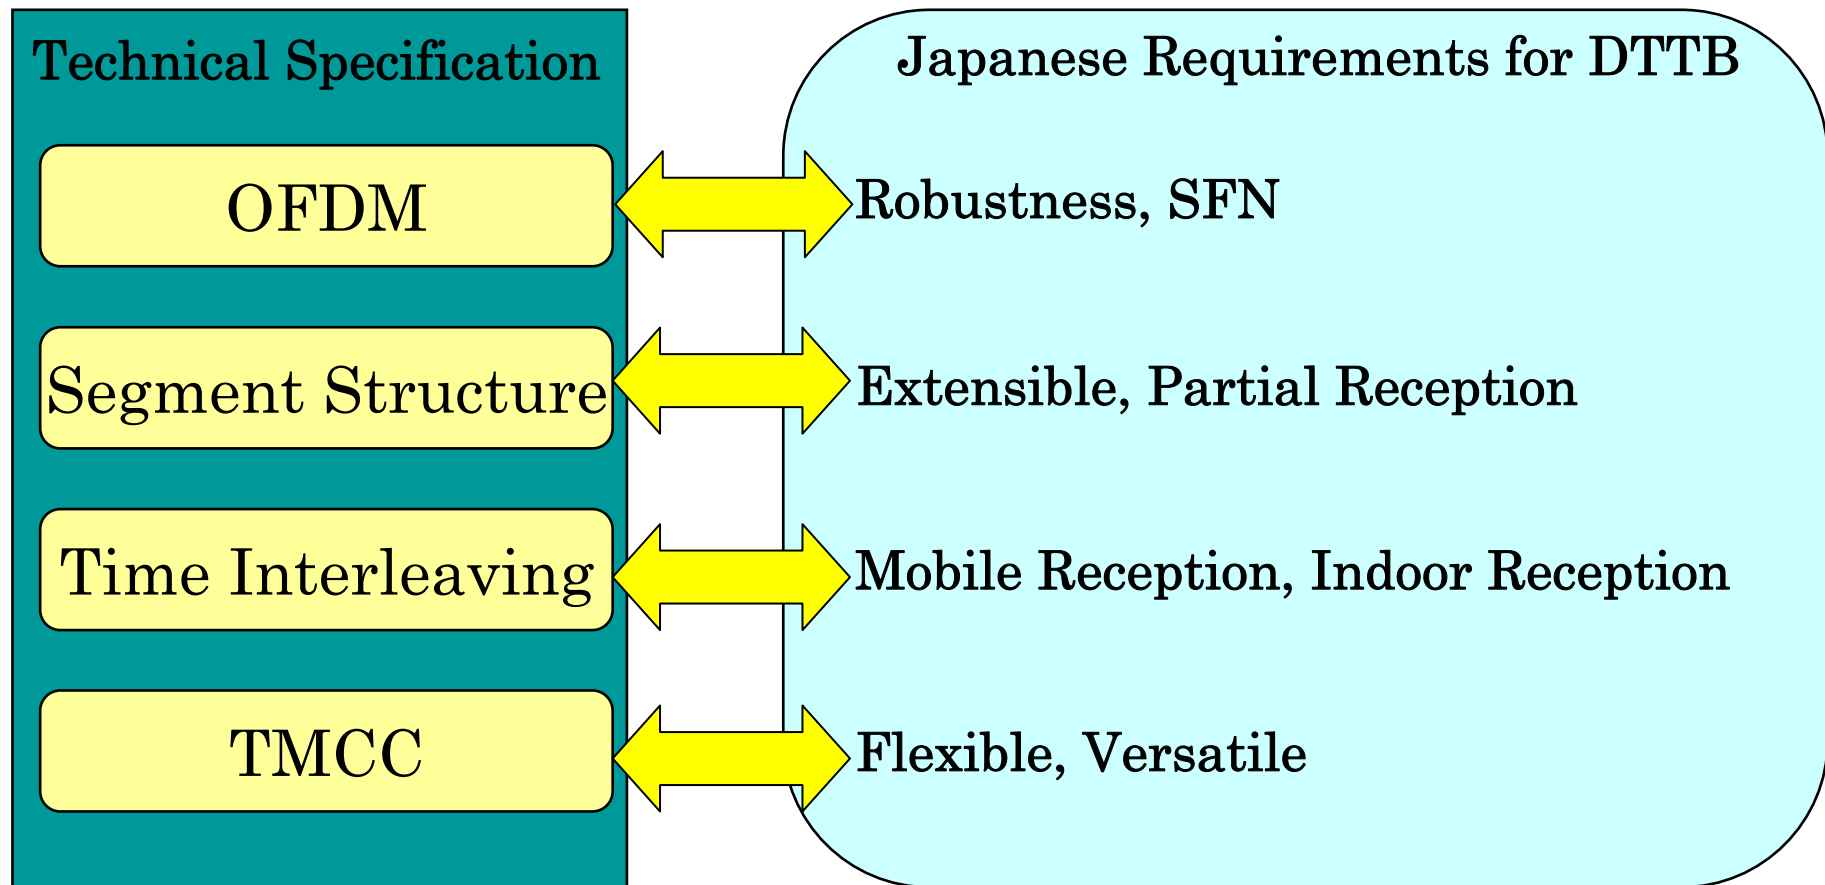 Technical Specification
Japanese Requirements for DTTB
OFDM
Robustness, SFN
Segment Structure
Extensible, Partial Reception
Time Interleaving
Mobile Reception, Indoor Reception
TMCC
Flexible, Versatile